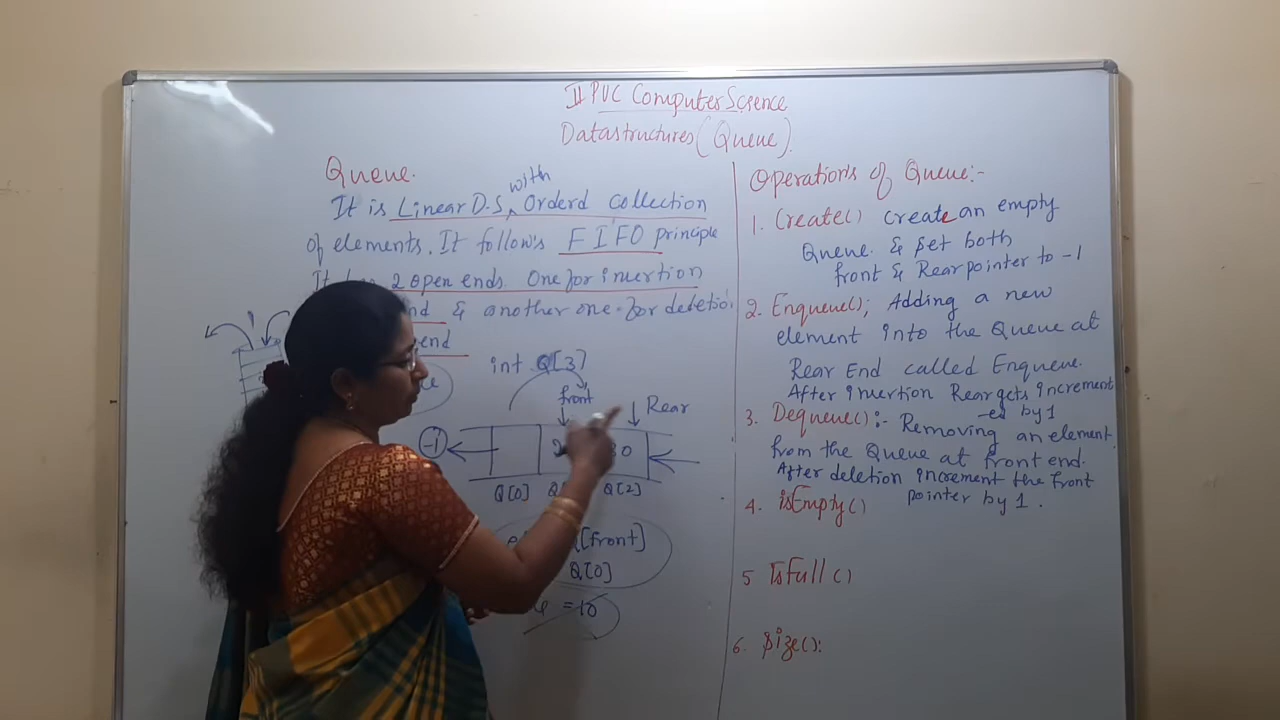 II PUC Computer Science
Datastructures (Queue).
Queue.
with
It is Linear D.S, Orderd collection
of elements. It follow's FIFO principle
2 open ends. One for insertion
& another one for deletion
end
int Q[3]
front
Rear
-1
30
Q[0] Q[2]
Q[front]
Q[0]
=10
Operation's of Queue:-
1. Create() create an empty
Queue. & set both
front & Rear pointer to -1
2. Enqueue(); Adding a new
element into the Queue at
Rear End called Enqueue.
After insertion Rear gets increment
-ed by 1
3. Dequeue():- Removing an element
from the Queue at front end.
After deletion increment the front
pointer by 1.
4. isEmpty()
5 IsFull()
6. Size():